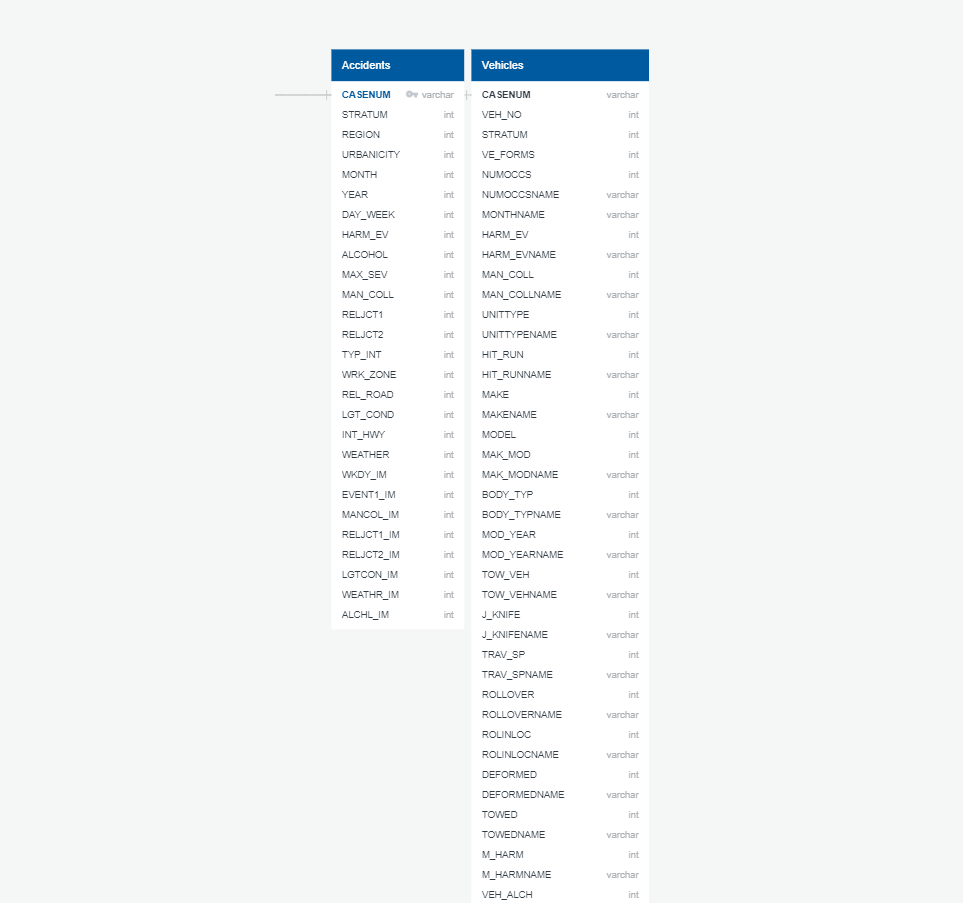 Accidents
CASENUM varchar
STRATUM int
REGION int
URBANICITY int
MONTH int
YEAR int
DAY_WEEK int
HARM_EV int
ALCOHOL int
MAX_SEV int
MAN_COLL int
RELJCT1 int
RELJCT2 int
TYP_INT int
WRK_ZONE int
REL_ROAD int
LGT_COND int
INT_HWY int
WEATHER int
WKDY_IM int
EVENT1_IM int
MANCOL_IM int
RELJCT1_IM int
RELJCT2_IM int
LGTCON_IM int
WEATHR_IM int
ALCHL_IM int
Vehicles
CASENUM varchar
VEH_NO int
STRATUM int
VE_FORMS int
NUMOCCS int
NUMOCCSNAME varchar
MONTHNAME varchar
HARM_EV int
HARM_EVNAME varchar
MAN_COLL int
MAN_COLLNAME varchar
UNITTYPE int
UNITTYPENAME varchar
HIT_RUN int
HIT_RUNNAME varchar
MAKE int
MAKENAME varchar
MODEL int
MAK_MOD int
MAK_MODNAME varchar
BODY_TYP int
BODY_TYPNAME varchar
MOD_YEAR int
MOD_YEARNAME varchar
TOW_VEH int
TOW_VEHNAME varchar
J_KNIFE int
J_KNIFENAME varchar
TRAV_SP int
TRAV_SPNAME varchar
ROLLOVER int
ROLLOVERNAME varchar
ROLINLOC int
ROLINLOCNAME varchar
DEFORMED int
DEFORMEDNAME varchar
TOWED int
TOWEDNAME varchar
M_HARM int
M_HARMNAME varchar
VEH_ALCH int